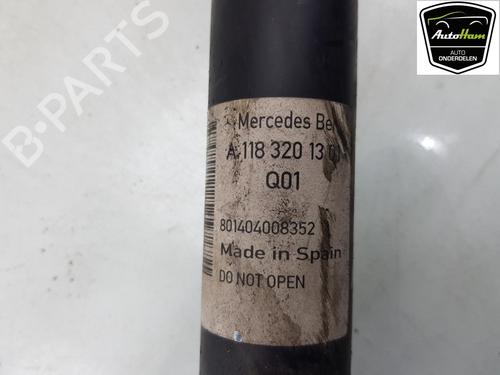 AutoHam
AUTO
ONDERDELEN
B-PARTS
Mercedes Be
A 118 320 13
Q01
801404008352
Made in Spain
DO NOT OPEN